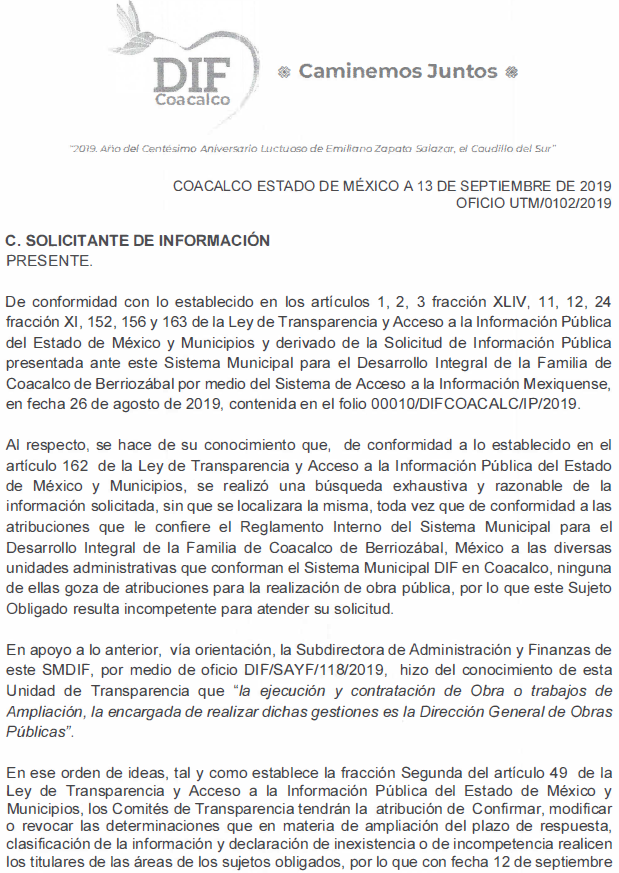 DIF
Coacalco
Caminemos Juntos
"2019. Año del Centésimo Aniversario Luctuoso de Emiliano Zapata Salazar, el Caudillo del Sur"
COACALCO ESTADO DE MÉXICO A 13 DE SEPTIEMBRE DE 2019
OFICIO UTM/0102/2019
C. SOLICITANTE DE INFORMACIÓN
PRESENTE.
De conformidad con lo establecido en los artículos 1, 2, 3 fracción XLIV, 11, 12, 24
fracción XI, 152, 156 y 163 de la Ley de Transparencia y Acceso a la Información Pública
del Estado de México y Municipios y derivado de la Solicitud de Información Pública
presentada ante este Sistema Municipal para el Desarrollo Integral de la Familia de
Coacalco de Berriozábal por medio del Sistema de Acceso a la Información Mexiquense,
en fecha 26 de agosto de 2019, contenida en el folio 00010/DIFCOACALC/IP/2019.
Al respecto, se hace de su conocimiento que, de conformidad a lo establecido en el
artículo 162 de la Ley de Transparencia y Acceso a la Información Pública del Estado
de México y Municipios, se realizó una búsqueda exhaustiva y razonable de la
información solicitada, sin que se localizara la misma, toda vez que de conformidad a las
atribuciones que le confiere el Reglamento Interno del Sistema Municipal para el
Desarrollo Integral de la Familia de Coacalco de Berriozábal, México a las diversas
unidades administrativas que conforman el Sistema Municipal DIF en Coacalco, ninguna
de ellas goza de atribuciones para la realización de obra pública, por lo que este Sujeto
Obligado resulta incompetente para atender su solicitud.
En apoyo a lo anterior, vía orientación, la Subdirectora de Administración y Finanzas de
este SMDIF, por medio de oficio DIF/SAYF/118/2019, hizo del conocimiento de esta
Unidad de Transparencia que "la ejecución y contratación de Obra o trabajos de
Ampliación, la encargada de realizar dichas gestiones es la Dirección General de Obras
Públicas".
En ese orden de ideas, tal y como establece la fracción Segunda del artículo 49 de la
Ley de Transparencia y Acceso a la Información Pública del Estado de México y
Municipios, los Comités de Transparencia tendrán la atribución de Confirmar, modificar
o revocar las determinaciones que en materia de ampliación del plazo de respuesta,
clasificación de la información y declaración de inexistencia o de incompetencia realicen
los titulares de las áreas de los sujetos obligados, por lo que con fecha 12 de septiembre